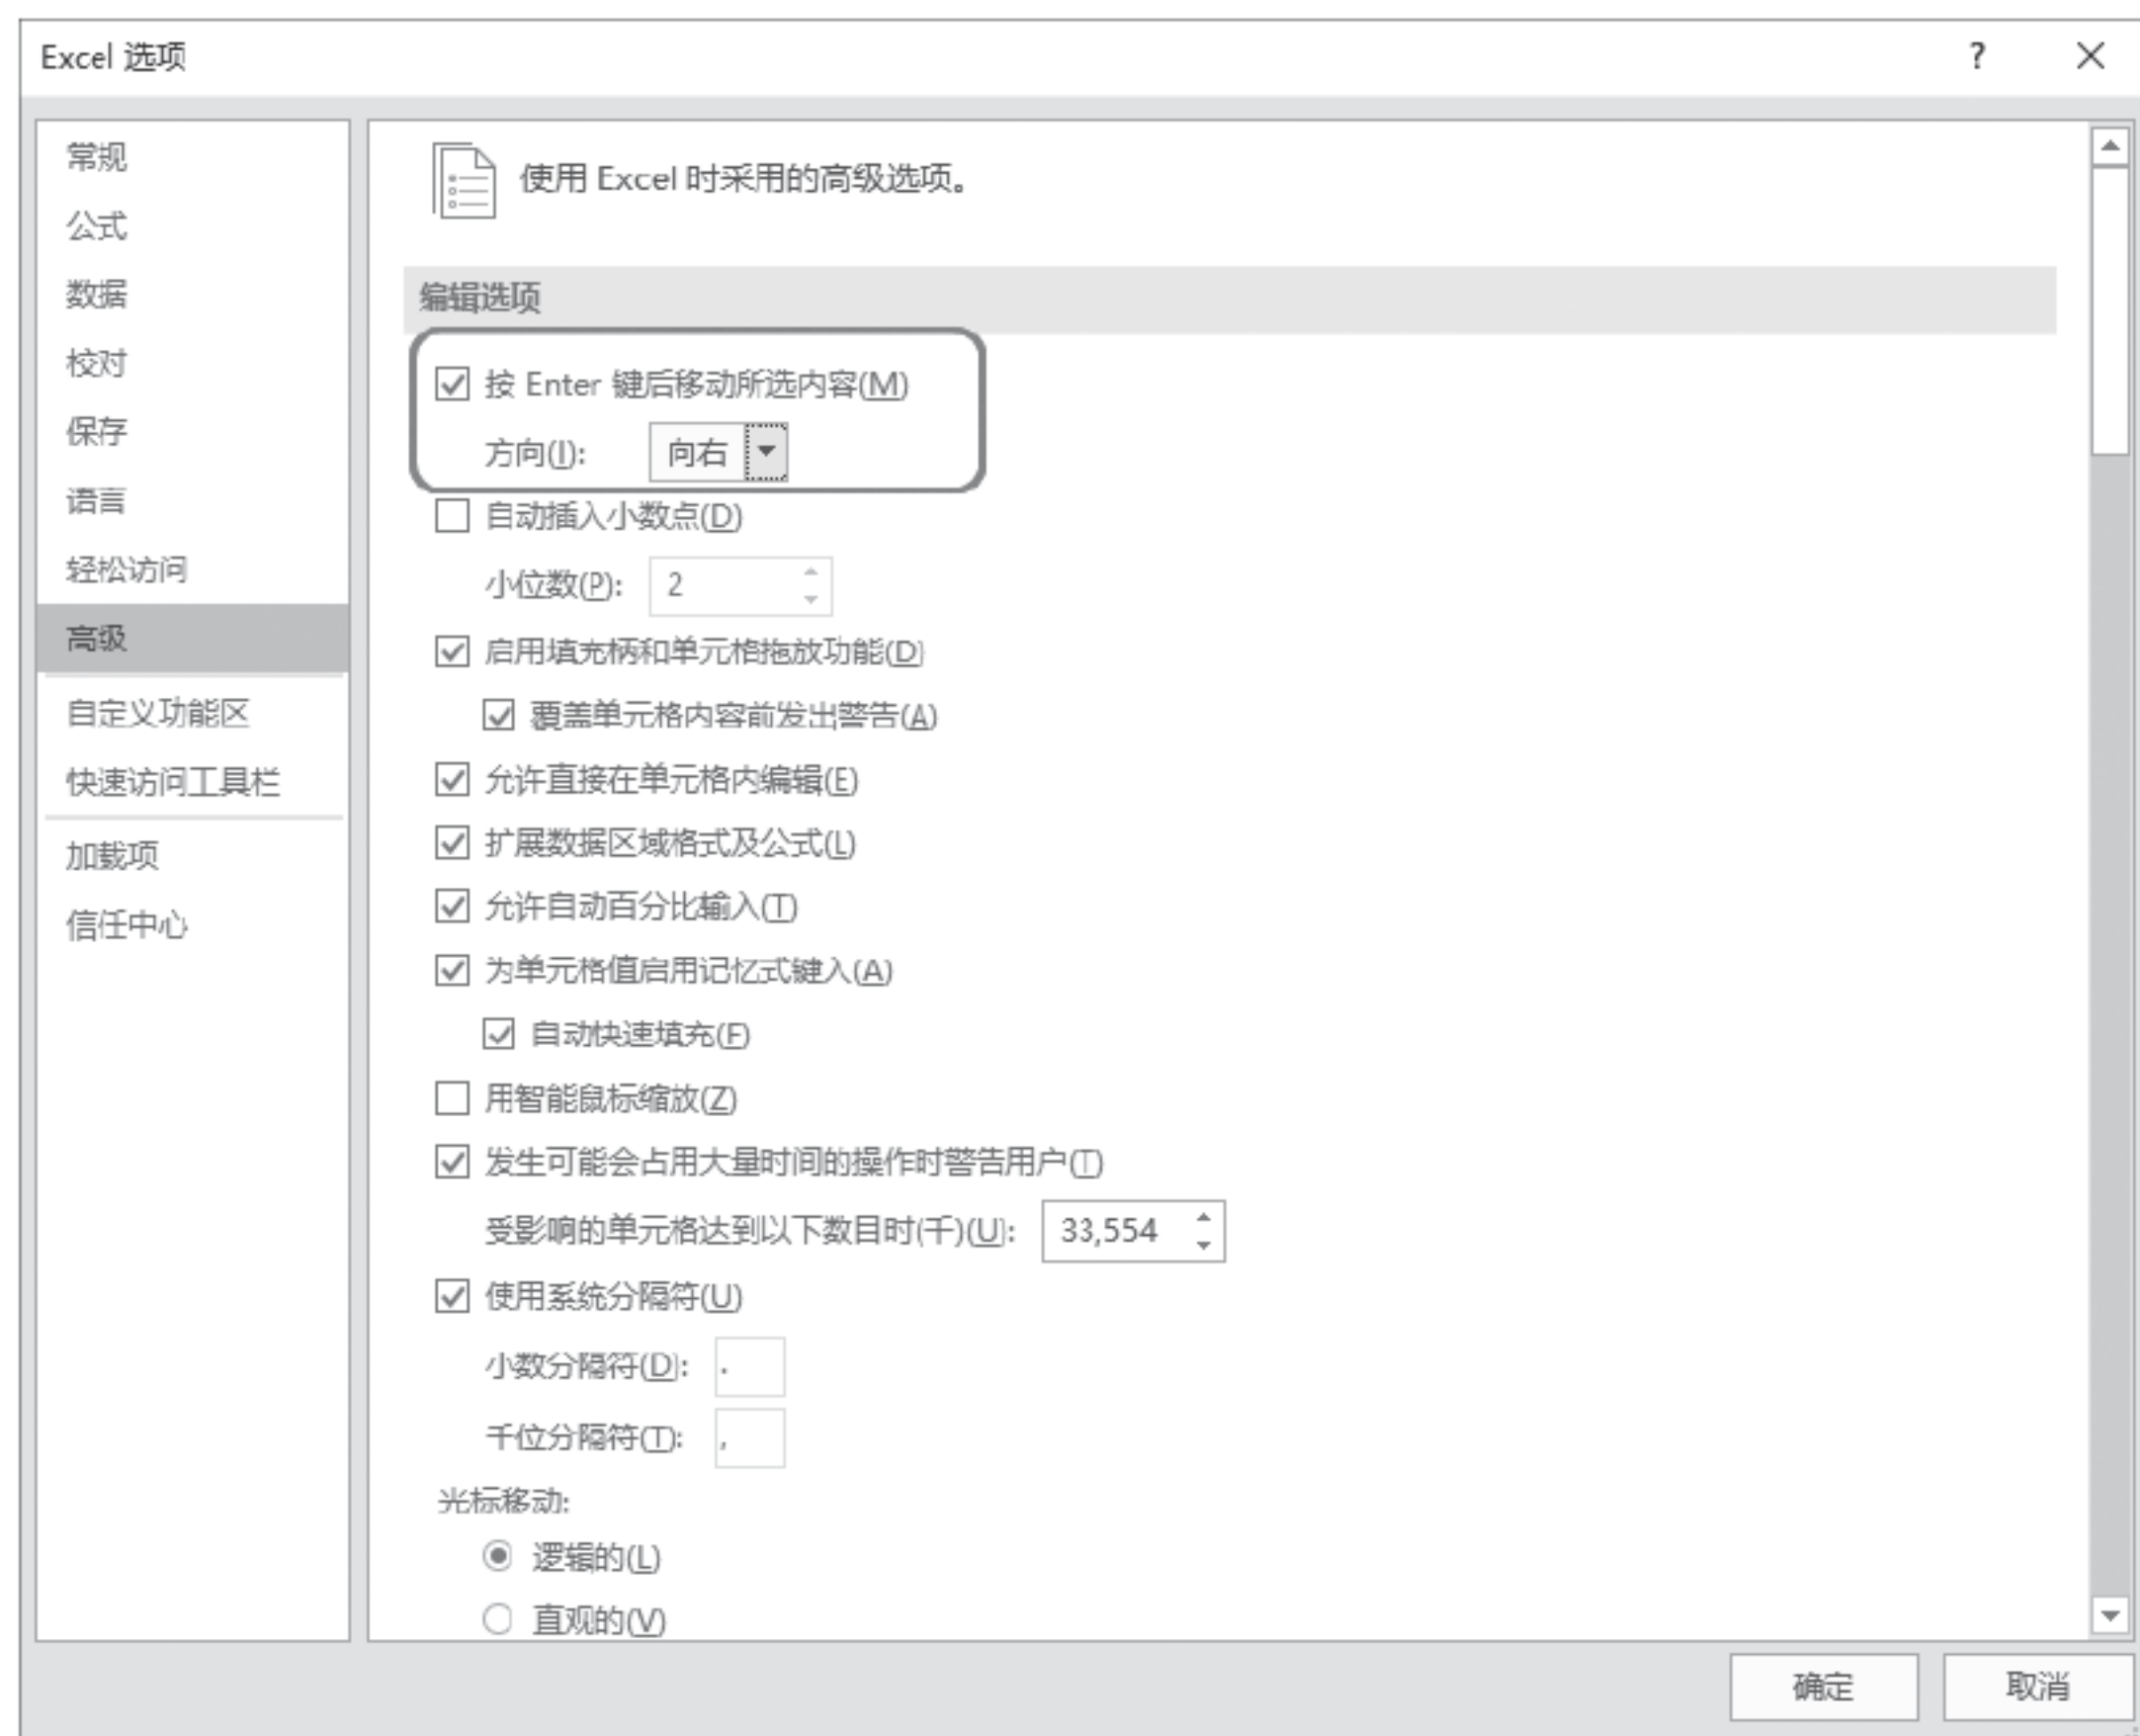 Excel 选项
?
常规
公式
数据
校对
保存
语言
轻松访问
高级
自定义功能区
快速访问工具栏
加载项
信任中心
使用 Excel 时采用的高级选项。
编辑选项
按 Enter 键后移动所选内容(M)
方向(I): 向右
自动插入小数点(D)
小位数(P): 2
启用填充柄和单元格拖放功能(D)
覆盖单元格内容前发出警告(A)
允许直接在单元格内编辑(E)
扩展数据区域格式及公式(L)
允许自动百分比输入(T)
为单元格值启用记忆式键入(A)
自动快速填充(F)
用智能鼠标缩放(Z)
发生可能会占用大量时间的操作时警告用户(T)
受影响的单元格达到以下数目时(千)(U): 33,554
使用系统分隔符(U)
小数分隔符(D): .
千位分隔符(T): ,
光标移动:
逻辑的(L)
直观的(V)
确定 取消